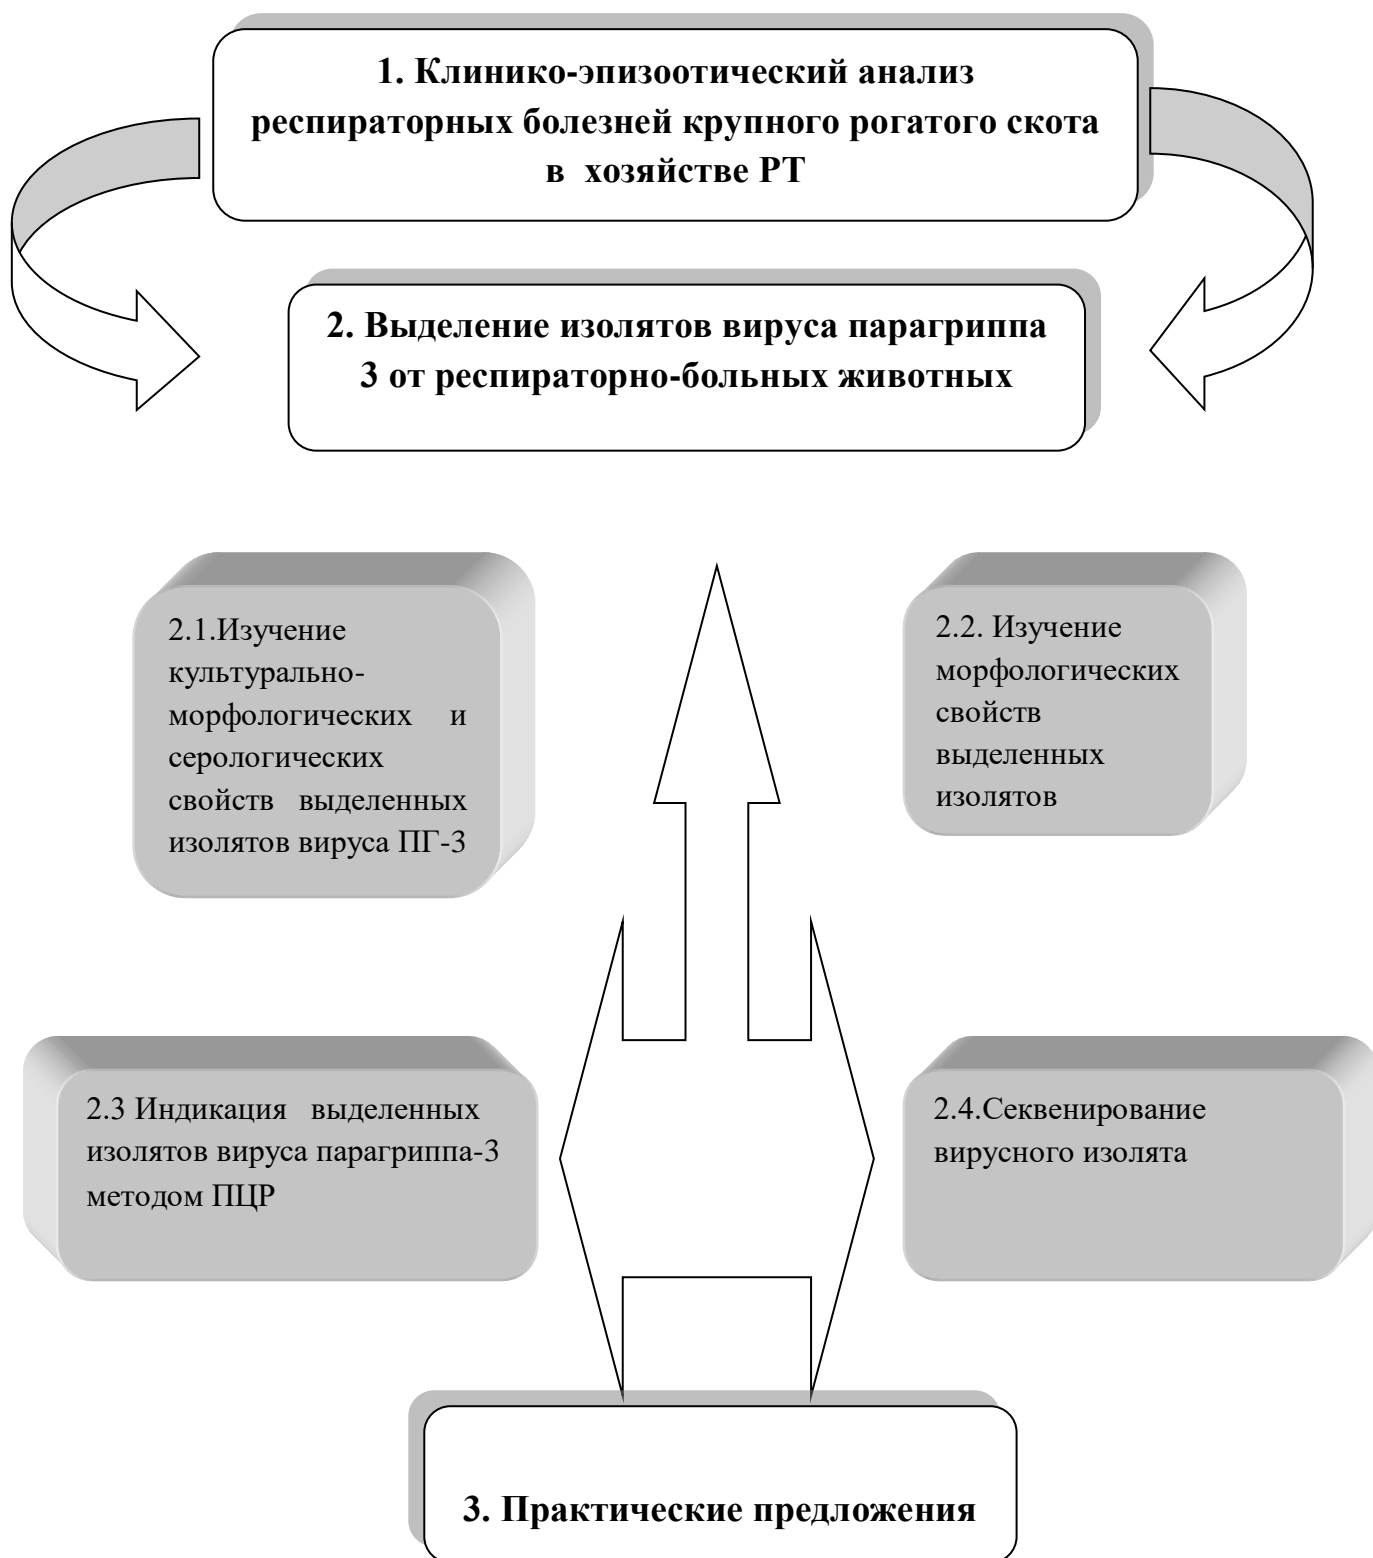 1. Клинико-эпизоотический анализ
респираторных болезней крупного рогатого скота
в хозяйстве РТ
2. Выделение изолятов вируса парагриппа
3 от респираторно-больных животных
2.1.Изучение
культурально-
морфологических и
серологических
свойств выделенных
изолятов вируса ПГ-3
2.2. Изучение
морфологических
свойств
выделенных
изолятов
2.3 Индикация выделенных
изолятов вируса парагриппа-3
методом ПЦР
2.4.Секвенирование
вирусного изолята
3. Практические предложения